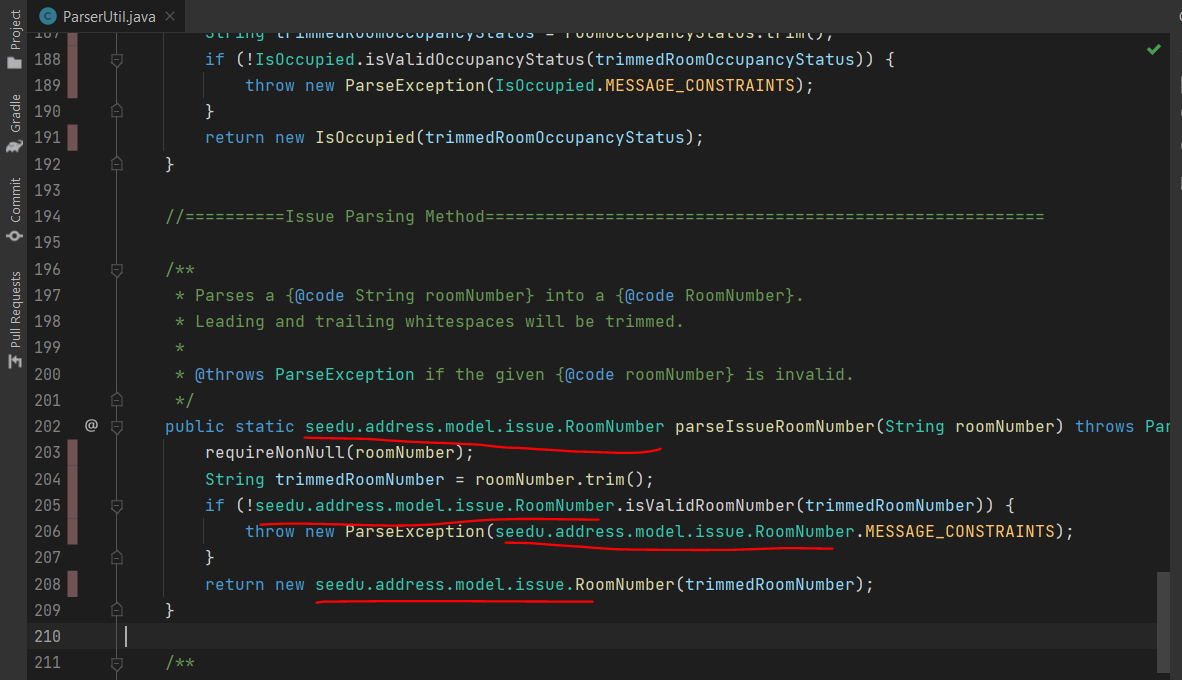 ParserUtil.java
Project
Gradle
Commit
Pull Requests
187 String trimmedRoomOccupancyStatus = roomOccupancyStatus.trim();
188 if (!IsOccupied.isValidOccupancyStatus(trimmedRoomOccupancyStatus)) {
189 throw new ParseException(IsOccupied.MESSAGE_CONSTRAINTS);
190 }
191 return new IsOccupied(trimmedRoomOccupancyStatus);
192 }
193
194 //==========Issue Parsing Method========================================================
195
196 /**
197 * Parses a {@code String roomNumber} into a {@code RoomNumber}.
198 * Leading and trailing whitespaces will be trimmed.
199 *
200 * @throws ParseException if the given {@code roomNumber} is invalid.
201 */
202 @ public static seedu.address.model.issue.RoomNumber parseIssueRoomNumber(String roomNumber) throws Par
203 requireNonNull(roomNumber);
204 String trimmedRoomNumber = roomNumber.trim();
205 if (!seedu.address.model.issue.RoomNumber.isValidRoomNumber(trimmedRoomNumber)) {
206 throw new ParseException(seedu.address.model.issue.RoomNumber.MESSAGE_CONSTRAINTS);
207 }
208 return new seedu.address.model.issue.RoomNumber(trimmedRoomNumber);
209 }
210
211 /**